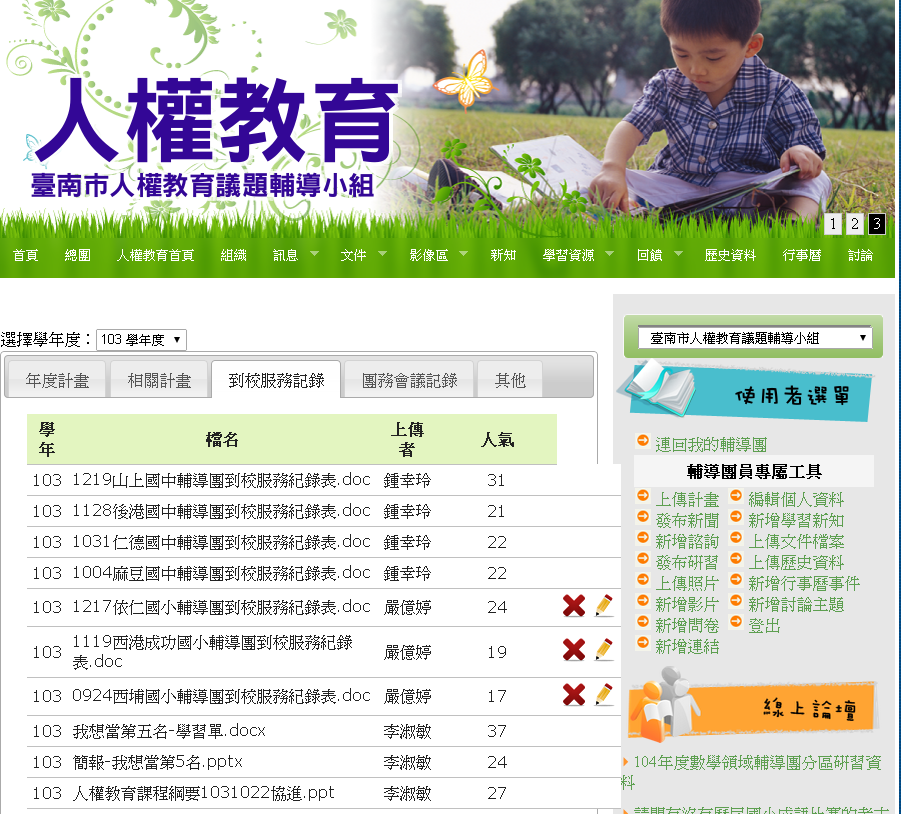 人權教育
臺南市人權教育議題輔導小組
1 2 3
首頁 總團 人權教育首頁 組織 訊息 文件 影像區 新知 學習資源 回饋 歷史資料 行事曆 討論
選擇學年度：103 學年度
年度計畫 相關計畫 到校服務記錄 團務會議記錄 其他
學年 檔名 上傳者 人氣
103 1219山上國中輔導團到校服務紀錄表.doc 鍾幸玲 31
103 1128後港國中輔導團到校服務紀錄表.doc 鍾幸玲 21
103 1031仁德國中輔導團到校服務紀錄表.doc 鍾幸玲 22
103 1004麻豆國中輔導團到校服務紀錄表.doc 鍾幸玲 22
103 1217依仁國小輔導團到校服務紀錄表.doc 嚴億婷 24
103 1119西港成功國小輔導團到校服務紀錄
表.doc 嚴億婷 19
103 0924西埔國小輔導團到校服務紀錄表.doc 嚴億婷 17
103 我想當第五名-學習單.docx 李淑敏 37
103 簡報-我想當第5名.pptx 李淑敏 24
103 人權教育課程綱要1031022協進.ppt 李淑敏 27
臺南市人權教育議題輔導小組
使用者選單
連回我的輔導團
輔導團員專屬工具
上傳計畫 編輯個人資料
發布新聞 新增學習新知
新增諮詢 上傳文件檔案
發布研習 上傳歷史資料
上傳照片 新增行事曆事件
新增影片 新增討論主題
新增問卷 登出
新增連結
線上論壇
104年度數學領域輔導團分區研習資
料